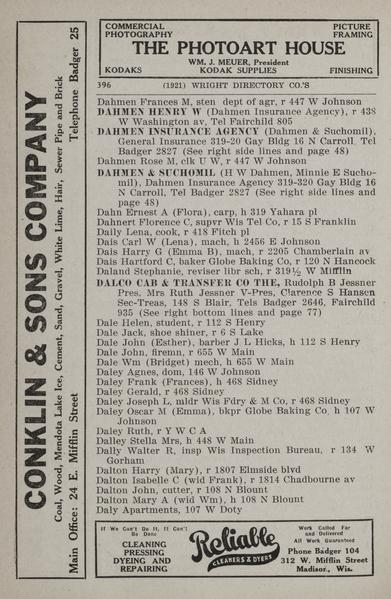 COMMERCIAL PHOTOGRAPHY
PICTURE FRAMING
THE PHOTOART HOUSE
WM. J. MEUER, President
KODAKS KODAK SUPPLIES FINISHING
396 (1921) WRIGHT DIRECTORY CO.'S
Dahmen Frances M, sten dept of agr, r 447 W Johnson
DAHMEN HENRY W (Dahmen Insurance Agency), r 438
W Washington av, Tel Fairchild 805
DAHMEN INSURANCE AGENCY (Dahmen & Suchomil),
General Insurance 319-20 Gay Bldg 16 N Carroll, Tel
Badger 2827 (See right side lines and page 48)
Dahmen Rose M, clk U W, r 447 W Johnson
DAHMEN & SUCHOMIL (H W Dahmen, Minnie E Sucho-
mil), Dahmen Insurance Agency 319-320 Gay Bldg 16
N Carroll, Tel Badger 2827 (See right side lines and
page 48)
Dahn Ernest A (Flora), carp, h 319 Yahara pl
Dahnert Florence C, supvr Wis Tel Co, r 15 S Franklin
Daily Lena, cook, r 418 Fitch pl
Dais Carl W (Lena), mach, h 2456 E Johnson
Dais Harry G (Emma B), mach, r 2205 Chamberlain av
Dais Hartford C, baker Globe Baking Co, r 120 N Hancock
Daland Stephanie, reviser libr sch, r 319½ W Mifflin
DALCO CAB & TRANSFER CO THE, Rudolph B Jessner
Pres, Mrs Ruth Jessner V-Pres, Clarence S Hansen
Sec-Treas, 148 S Blair, Tels Badger 2646, Fairchild
935 (See right bottom lines and page 77)
Dale Helen, student, r 112 S Henry
Dale Jack, shoe shiner, r 6 S Lake
Dale John (Esther), barber J L Hicks, h 112 S Henry
Dale John, firemn, r 655 W Main
Dale Wm (Bridget) mech, h 655 W Main
Daley Agnes, dom, 146 W Johnson
Daley Frank (Frances), h 468 Sidney
Daley Gerald, r 468 Sidney
Daley Joseph L, mldr Wis Fdry & M Co, r 468 Sidney
Daley Oscar M (Emma), bkpr Globe Baking Co, h 107 W
Johnson
Daley Ruth, r Y W C A
Dalley Stella Mrs, h 448 W Main
Dally Walter R, insp Wis Inspection Bureau, r 134 W
Gorham
Dalton Harry (Mary), r 1807 Elmside blvd
Dalton Isabelle C (wid Frank), r 1814 Chadbourne av
Dalton John, cutter, r 108 N Blount
Dalton Mary A (wid Wm), h 108 N Blount
Daly Apartments, 107 W Doty
If We Can't Do It, It Can't
Be Done
CLEANING
PRESSING
DYEING AND
REPAIRING
Reliable
CLEANERS & DYERS
Work Called For
and Delivered
All Work Guaranteed
Phone Badger 104
312 W. Mifflin Street
Madison, Wis.
CONKLIN & SONS COMPANY
Coal, Wood, Mendota Lake Ice, Cement, Sand, Gravel, White Lime, Hair, Sewer Pipe and Brick
Main Office: 24 E. Mifflin Street Telephone Badger 25